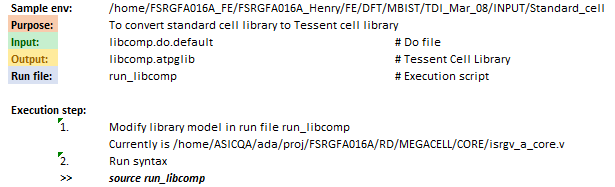 Sample env: /home/FSRGFA016A_FE/FSRGFA016A_Henry/FE/DFT/MBIST/TDI_Mar_08/INPUT/Standard_cell
Purpose: To convert standard cell library to Tessent cell library
Input: libcomp.do.default # Do file
Output: libcomp.atpglib # Tessent Cell Library
Run file: run_libcomp # Execution script
Execution step:
1. Modify library model in run file run_libcomp
Currently is /home/ASICQA/ada/proj/FSRGFA016A/RD/MEGACELL/CORE/isrgv_a_core.v
2. Run syntax
>> source run_libcomp